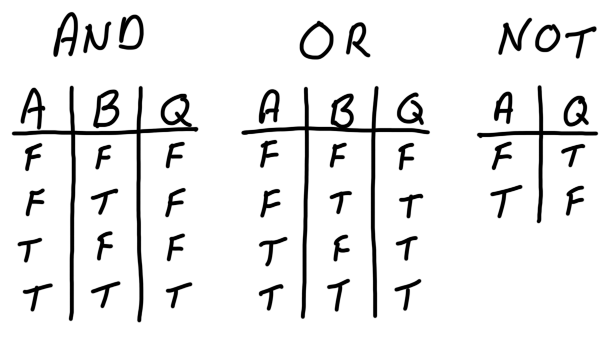 AND OR NOT
A B Q A B Q A Q
F F F F F F F T
F T F F T T T F
T F F T F T
T T T T T T